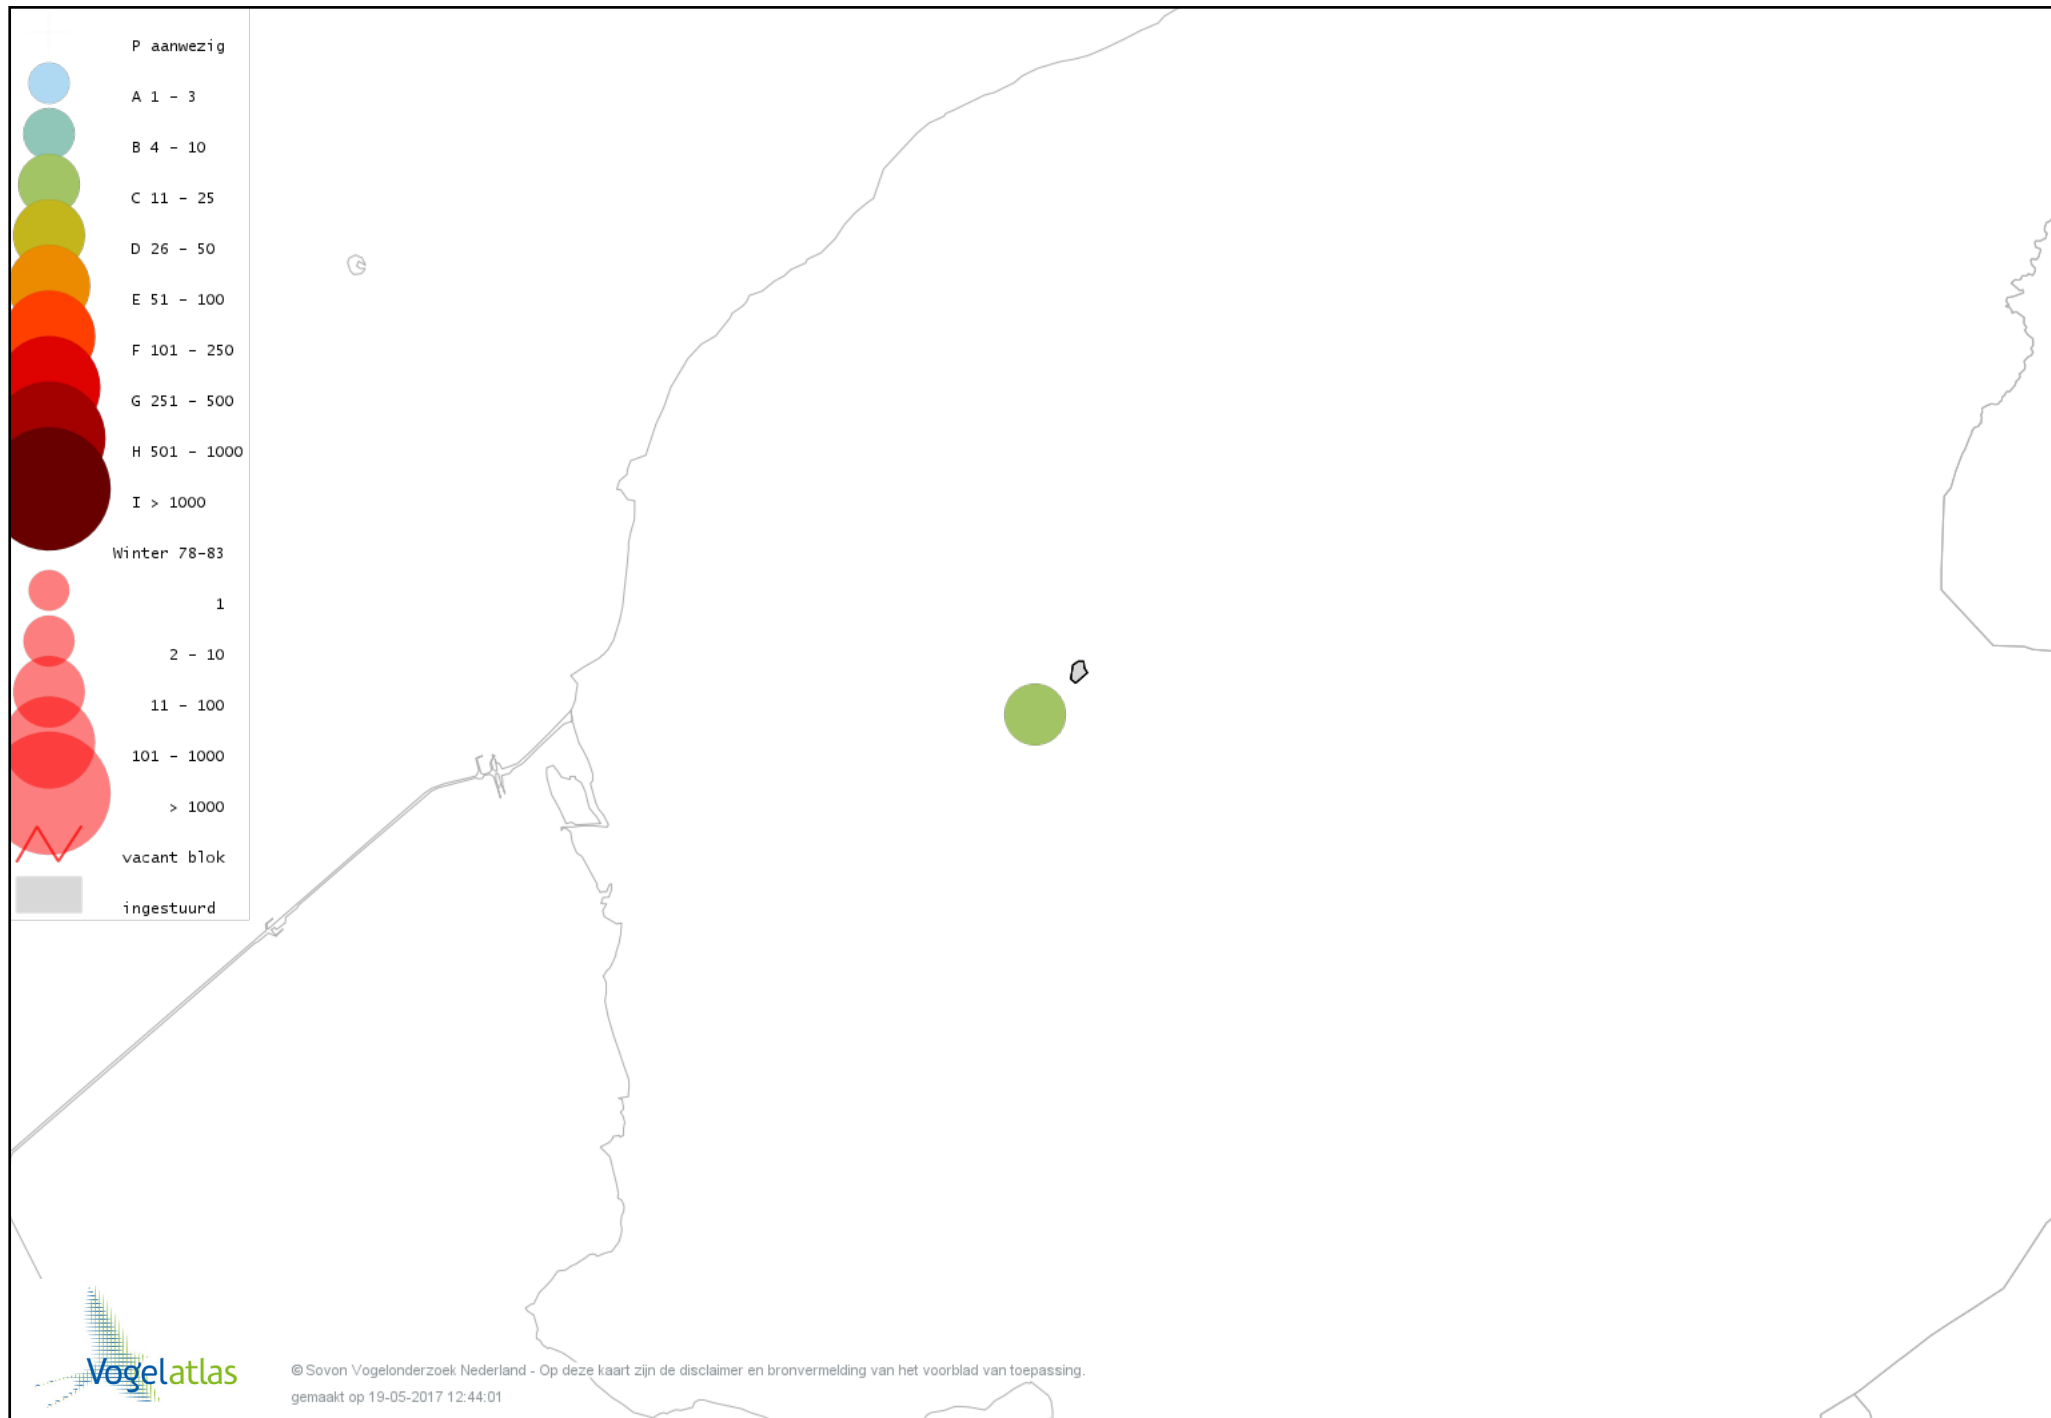 P aanwezig
A 1 - 3
B 4 - 10
C 11 - 25
D 26 - 50
E 51 - 100
F 101 - 250
G 251 - 500
H 501 - 1000
I > 1000
Winter 78-83
1
2 - 10
11 - 100
101 - 1000
> 1000
vacant blok
ingestuurd
Vogelatlas
© Sovon Vogelonderzoek Nederland - Op deze kaart zijn de disclaimer en bronvermelding van het voorblad van toepassing.
gemaakt op 19-05-2017 12:44:01